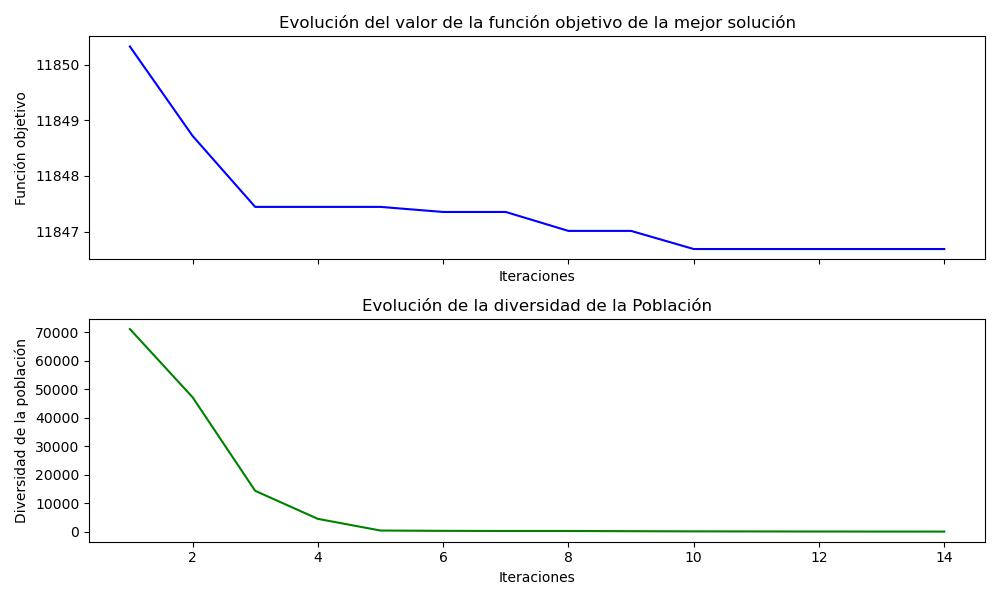 Evolución del valor de la función objetivo de la mejor solución
Función objetivo
11850
11849
11848
11847
Iteraciones
Evolución de la diversidad de la Población
Diversidad de la población
70000
60000
50000
40000
30000
20000
10000
0
2 4 6 8 10 12 14
Iteraciones